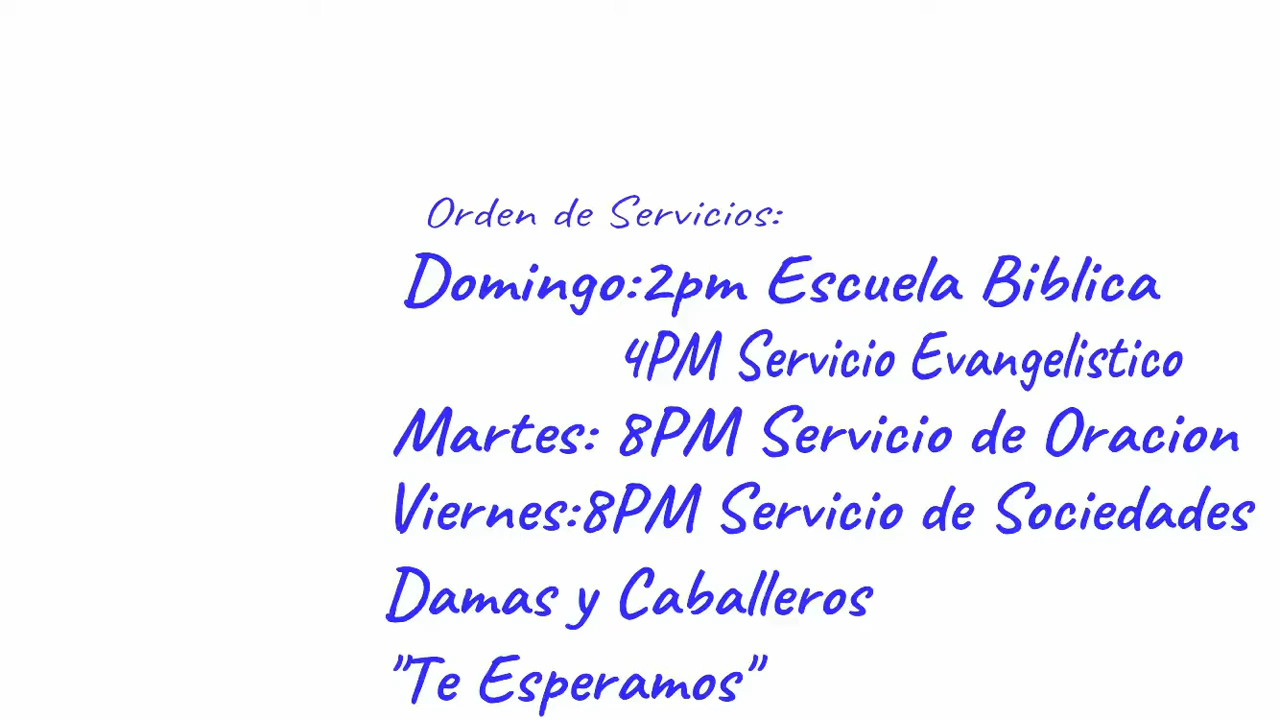 Orden de Servicios:
Domingo:2pm Escuela Biblica
4PM Servicio Evangelistico
Martes: 8PM Servicio de Oracion
Viernes:8PM Servicio de Sociedades
Damas y Caballeros
"Te Esperamos"